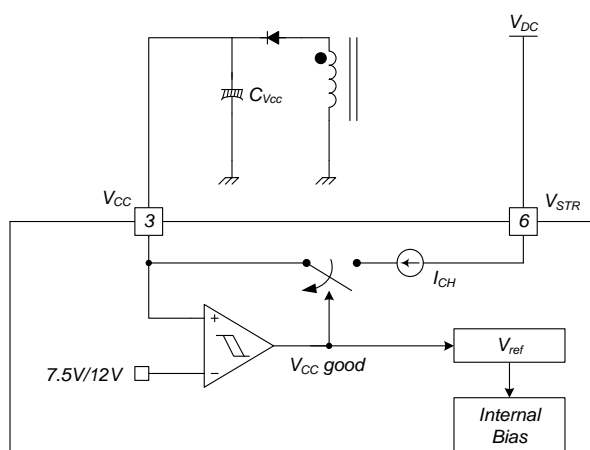 V_DC
C_Vcc
V_CC
3
6
V_STR
I_CH
+
7.5V/12V
−
V_CC good
V_ref
Internal
Bias